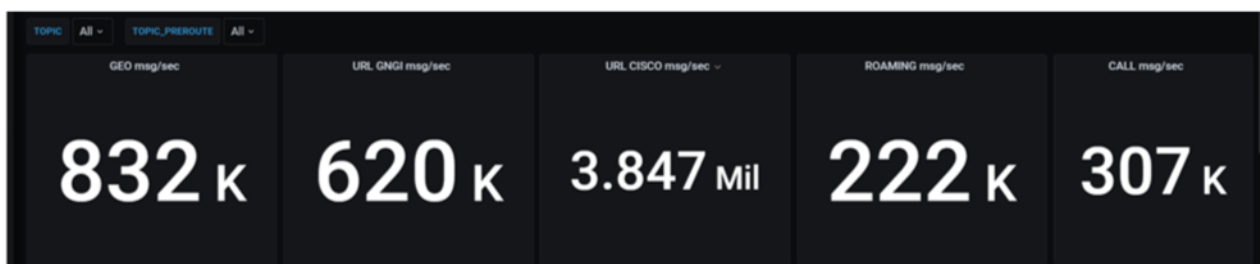 TOPIC All TOPIC_PREROUTE All
GEO msg/sec URL GNGI msg/sec URL CISCO msg/sec ROAMING msg/sec CALL msg/sec
832 K 620 K 3.847 Mil 222 K 307 K